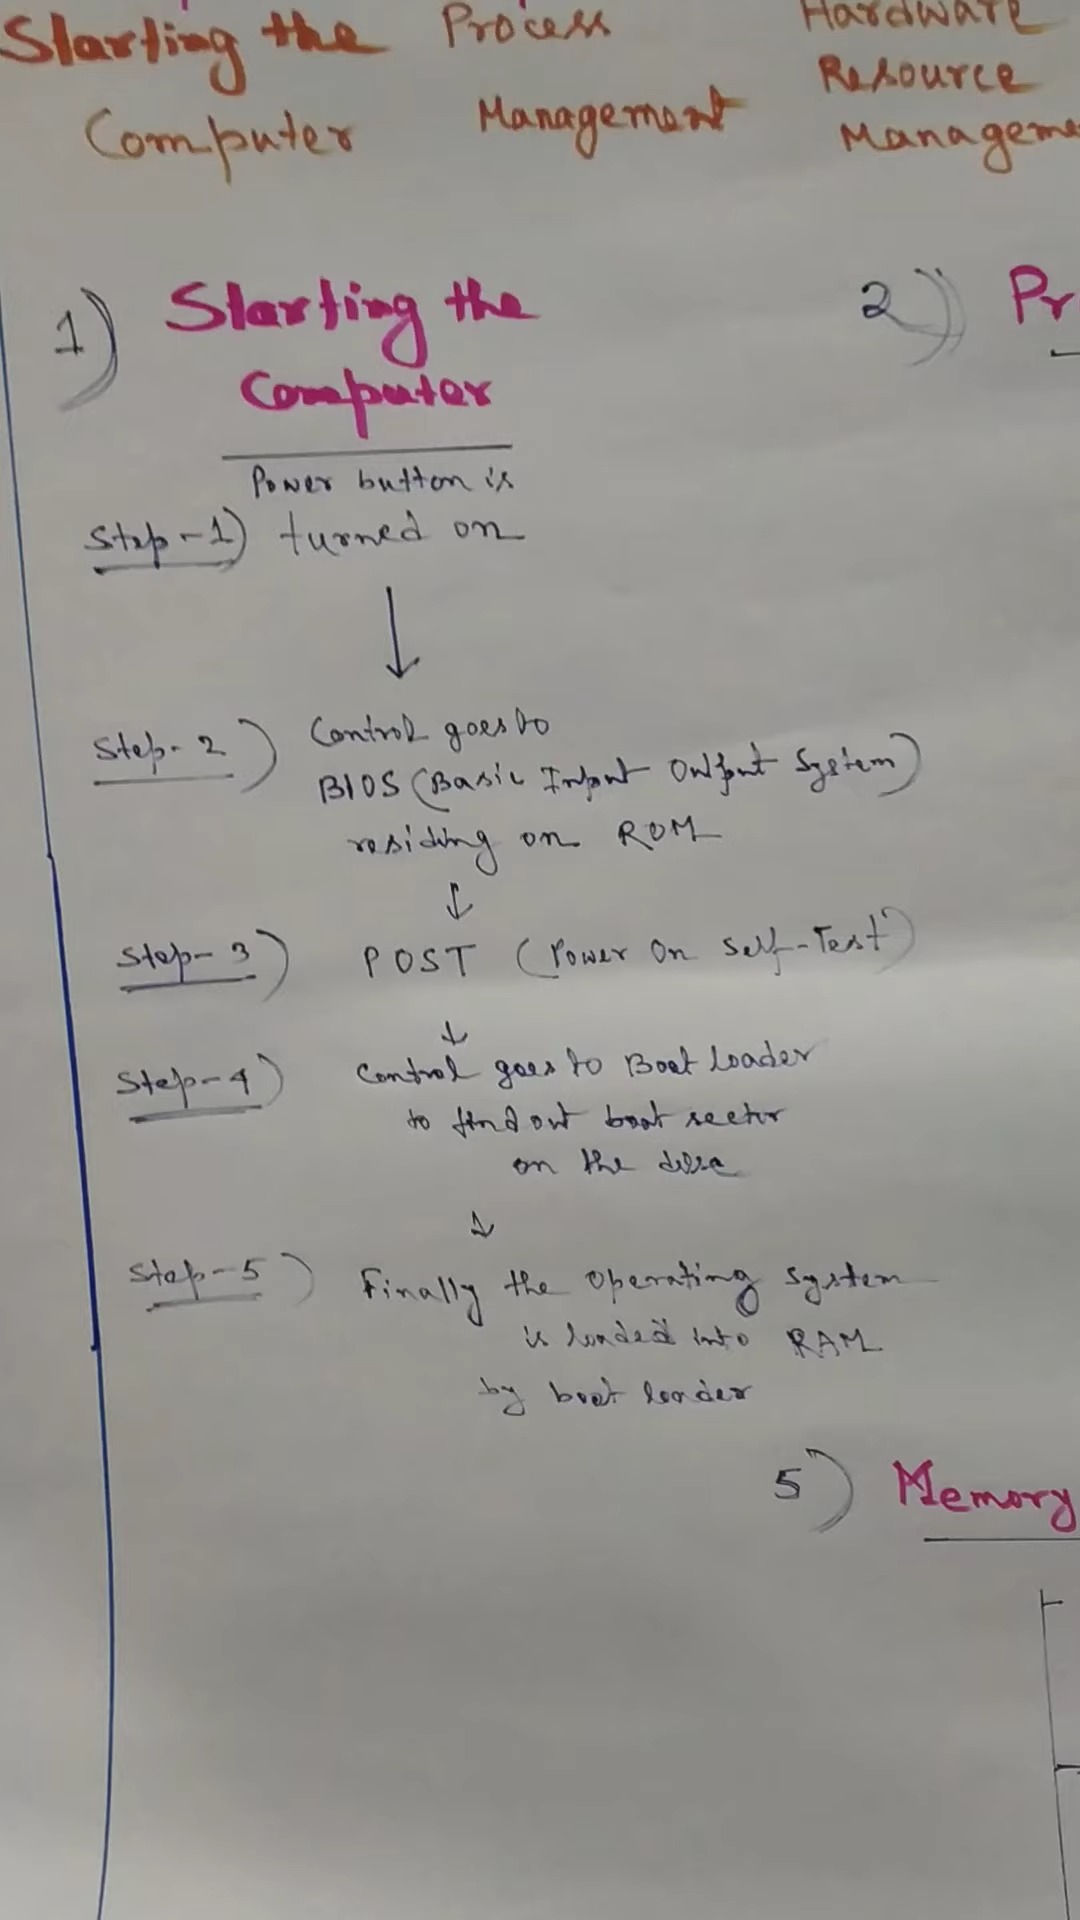 Starting the
Computer
Process
Management
Hardware
Resource
Manageme
1) Starting the
Computer
Power button is
Step-1) turned on
Step-2) Control goes to
BIOS (Basic Input Output System)
residing on ROM
Step-3) POST (Power On Self-Test)
Step-4) Control goes to Boot loader
to find out boot sector
on the disc
Step-5) Finally the operating system
is loaded into RAM
by boot loader
2) Pr
5) Memory